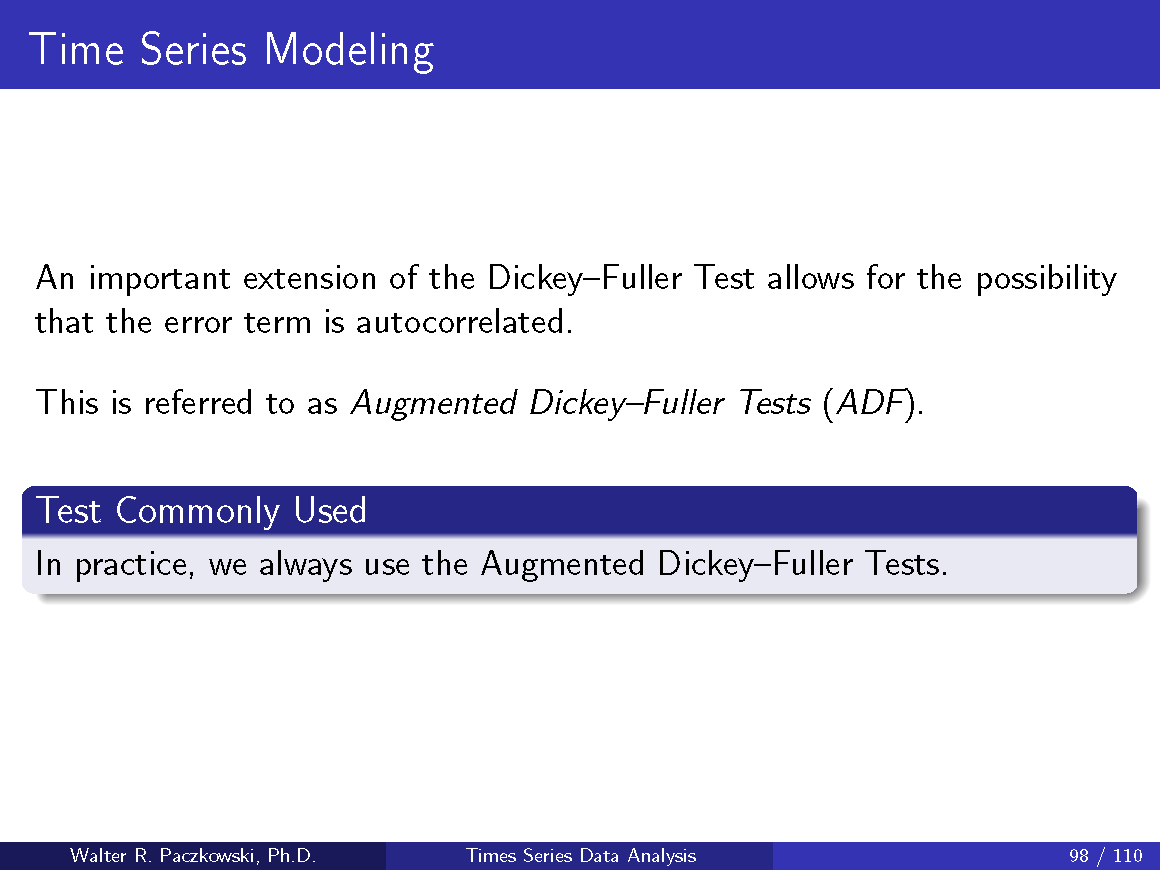 Time Series Modeling
An important extension of the Dickey–Fuller Test allows for the possibility
that the error term is autocorrelated.
This is referred to as Augmented Dickey–Fuller Tests (ADF).
Test Commonly Used
In practice, we always use the Augmented Dickey–Fuller Tests.
Walter R. Paczkowski, Ph.D.
Times Series Data Analysis
98 / 110